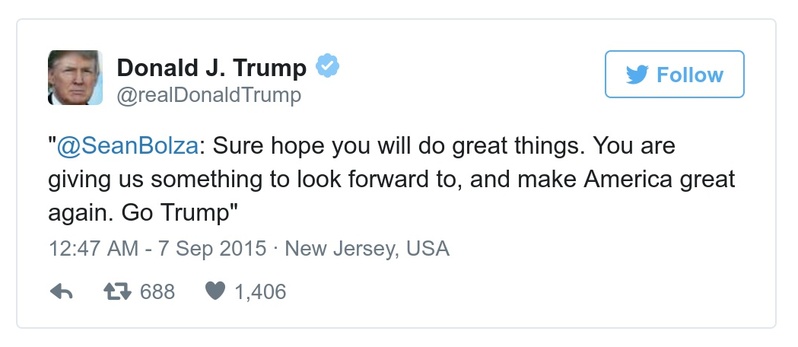 Donald J. Trump
@realDonaldTrump
Follow
"@SeanBolza: Sure hope you will do great things. You are
giving us something to look forward to, and make America great
again. Go Trump"
12:47 AM - 7 Sep 2015 · New Jersey, USA
688 1,406